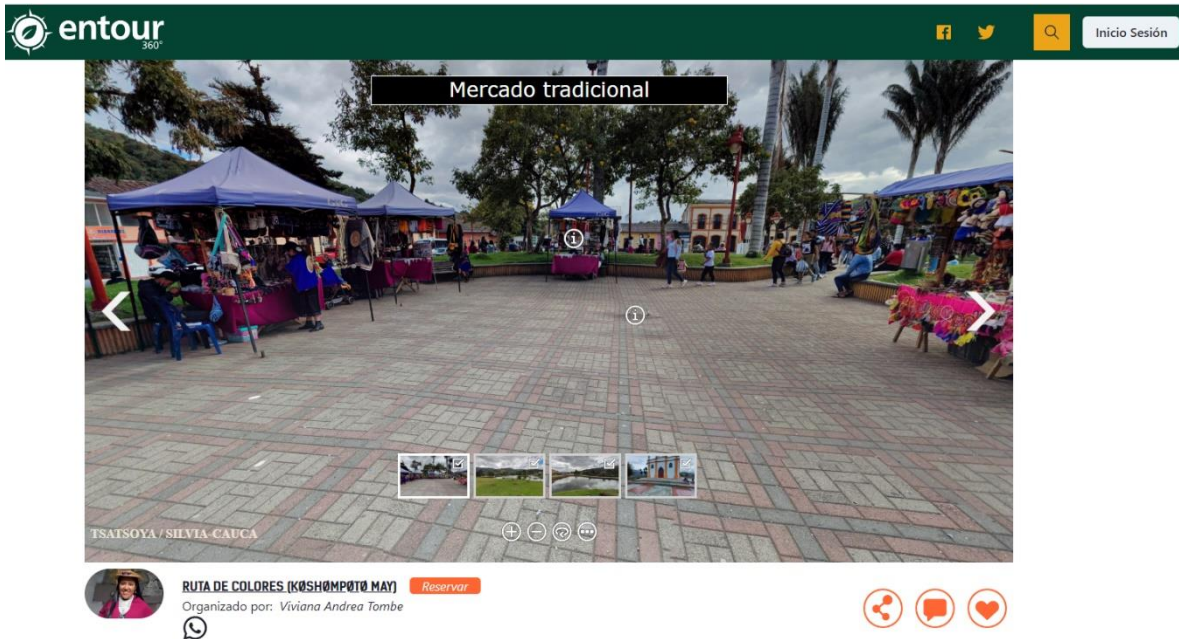 entour
360°
Inicio Sesión
Mercado tradicional
TSATSOYA / SILVIA-CAUCA
RUTA DE COLORES (KØSHØMPØTØ MAY)
Reservar
Organizado por: Viviana Andrea Tombe